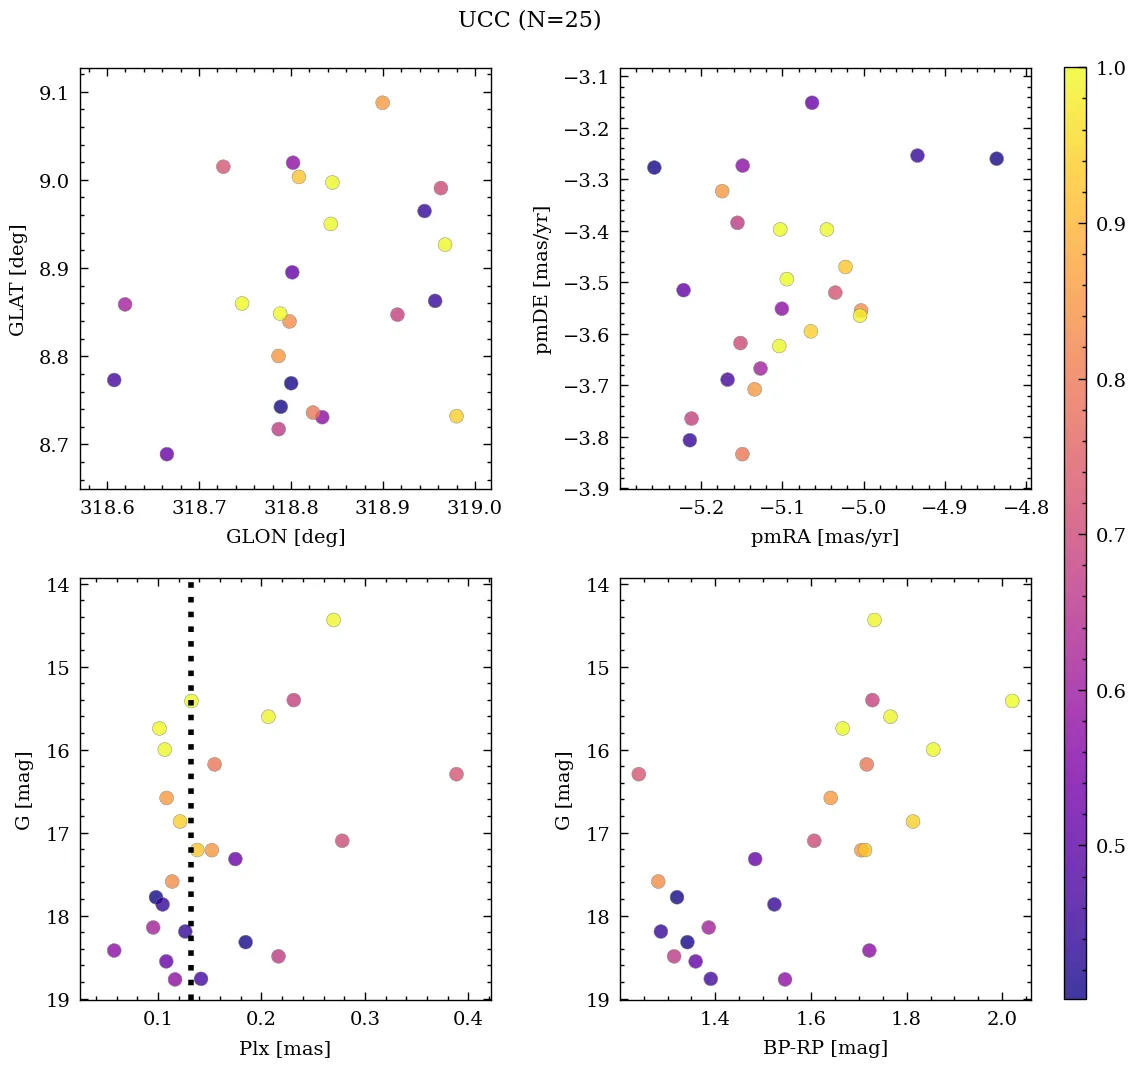 UCC (N=25)
9.1
9.0
8.9
8.8
8.7
GLAT [deg]
318.6 318.7 318.8 318.9 319.0
GLON [deg]
−3.1
−3.2
−3.3
−3.4
−3.5
−3.6
−3.7
−3.8
−3.9
pmDE [mas/yr]
−5.2 −5.1 −5.0 −4.9 −4.8
pmRA [mas/yr]
14
15
16
17
18
19
G [mag]
0.1 0.2 0.3 0.4
Plx [mas]
14
15
16
17
18
19
G [mag]
1.4 1.6 1.8 2.0
BP-RP [mag]
1.0
0.9
0.8
0.7
0.6
0.5